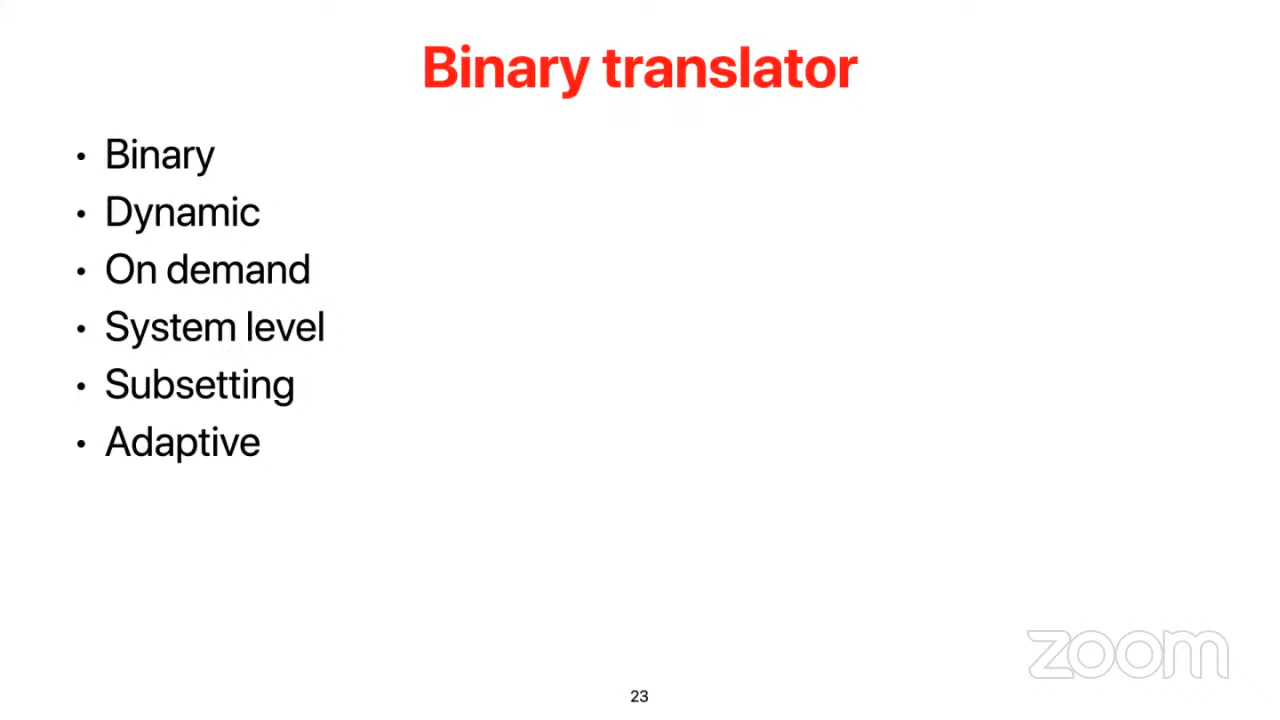 Binary translator
• Binary
• Dynamic
• On demand
• System level
• Subsetting
• Adaptive
zoom
23